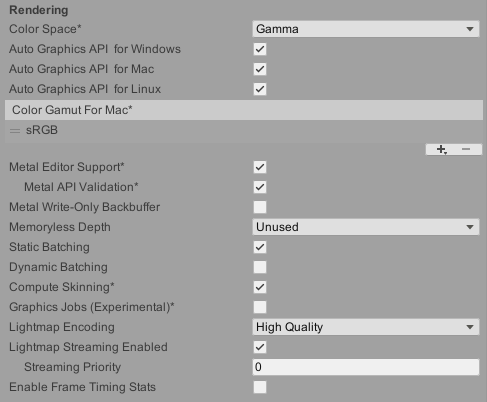 Rendering
Color Space* Gamma
Auto Graphics API for Windows
Auto Graphics API for Mac
Auto Graphics API for Linux
Color Gamut For Mac*
sRGB
Metal Editor Support*
Metal API Validation*
Metal Write-Only Backbuffer
Memoryless Depth Unused
Static Batching
Dynamic Batching
Compute Skinning*
Graphics Jobs (Experimental)*
Lightmap Encoding High Quality
Lightmap Streaming Enabled
Streaming Priority 0
Enable Frame Timing Stats